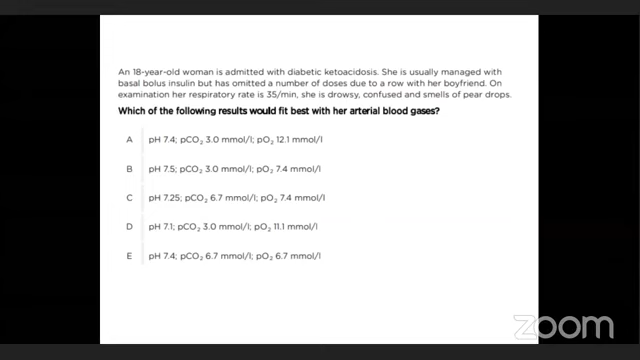 An 18-year-old woman is admitted with diabetic ketoacidosis. She is usually managed with
basal bolus insulin but has omitted a number of doses due to a row with her boyfriend. On
examination her respiratory rate is 35/min, she is drowsy, confused and smells of pear drops.
Which of the following results would fit best with her arterial blood gases?
A pH 7.4; pCO₂ 3.0 mmol/l; pO₂ 12.1 mmol/l
B pH 7.5; pCO₂ 3.0 mmol/l; pO₂ 7.4 mmol/l
C pH 7.25; pCO₂ 6.7 mmol/l; pO₂ 7.4 mmol/l
D pH 7.1; pCO₂ 3.0 mmol/l; pO₂ 11.1 mmol/l
E pH 7.4; pCO₂ 6.7 mmol/l; pO₂ 6.7 mmol/l
zoom